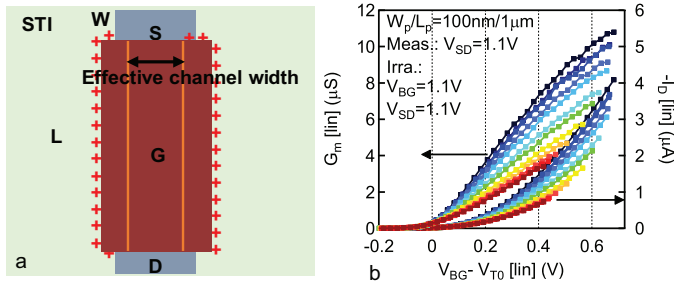 STI
W
S
Effective channel width
L
G
D
a
W_p/L_p=100nm/1μm
Meas.: V_SD=1.1V
Irra.:
V_BG=1.1V
V_SD=1.1V
G_m [lin] (μS)
12
10
8
6
4
2
0
-0.2 0 0.2 0.4 0.6
V_BG- V_T0 [lin] (V)
6
5
4
3
2
1
0
-I_D [lin] (μA)
b